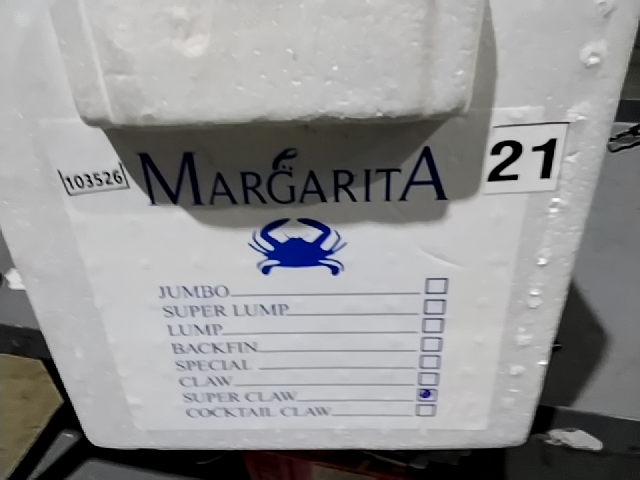 103526
MARGARITA
21
JUMBO
SUPER LUMP
LUMP
BACKFIN
SPECIAL
CLAW
SUPER CLAW
COCKTAIL CLAW